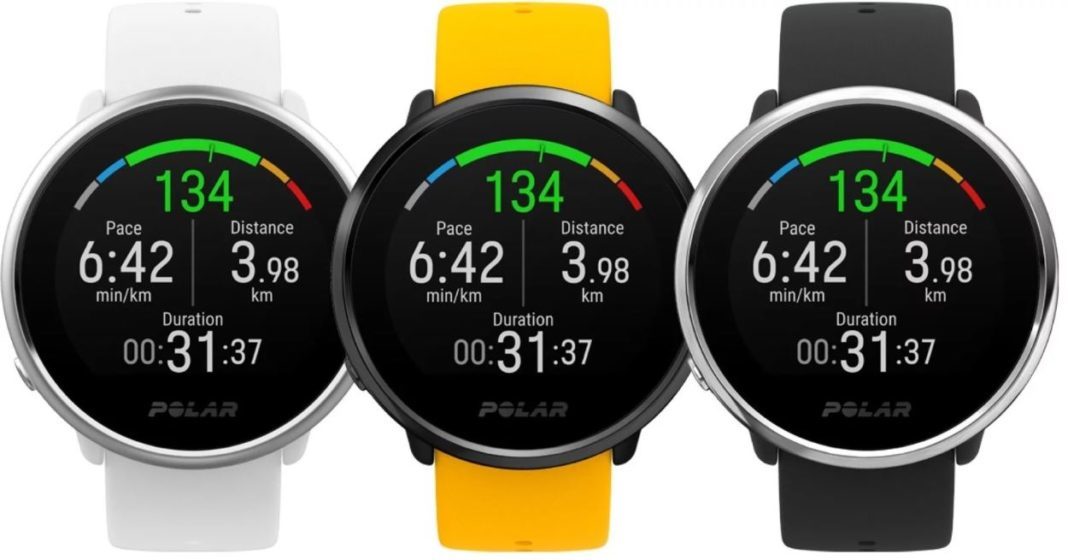 134
Pace
Distance
6:42
3.98
min/km
km
Duration
00:31:37
POLAR
134
Pace
Distance
6:42
3.98
min/km
km
Duration
00:31:37
POLAR
134
Pace
Distance
6:42
3.98
min/km
km
Duration
00:31:37
POLAR